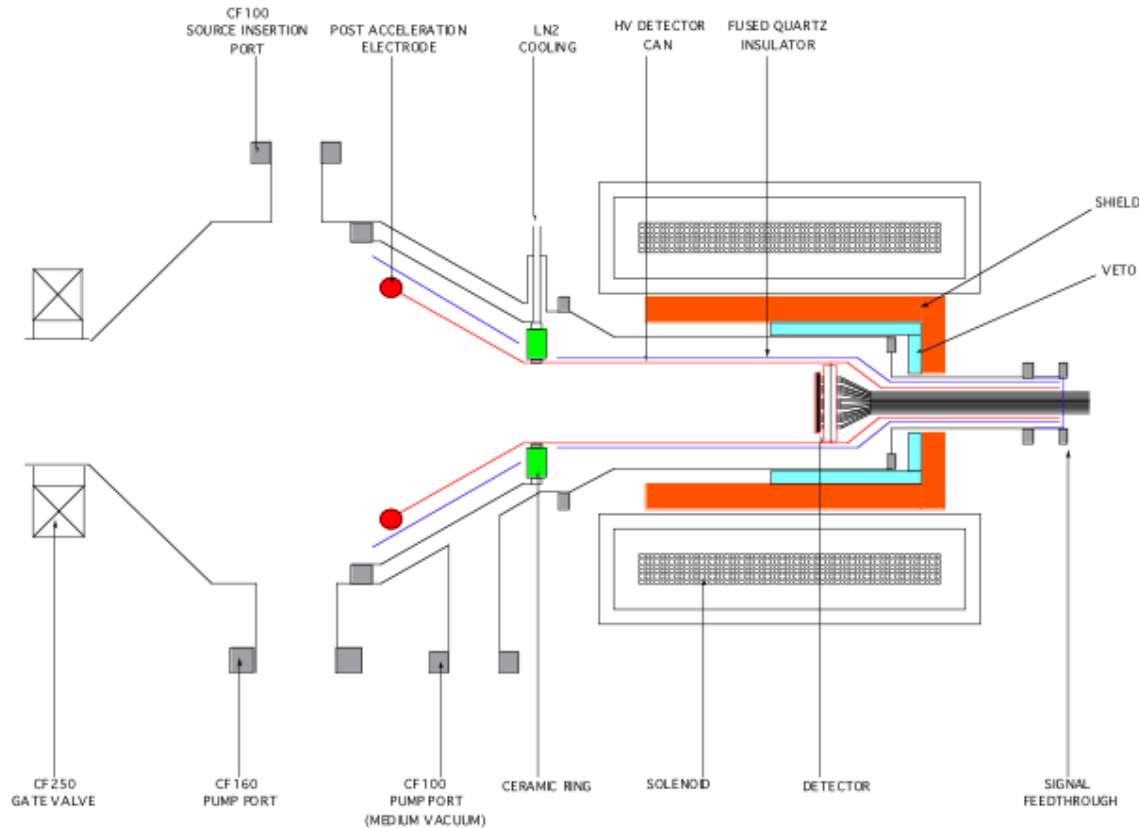 CF100
SOURCE INSERTION
PORT
POST ACCELERATION
ELECTRODE
LN2
COOLING
HV DETECTOR
CAN
FUSED QUARTZ
INSULATOR
SHIELD
VETO
CF250
GATE VALVE
CF160
PUMP PORT
CF100
PUMP PORT
(MEDIUM VACUUM)
CERAMIC RING
SOLENOID
DETECTOR
SIGNAL
FEEDTHROUGH